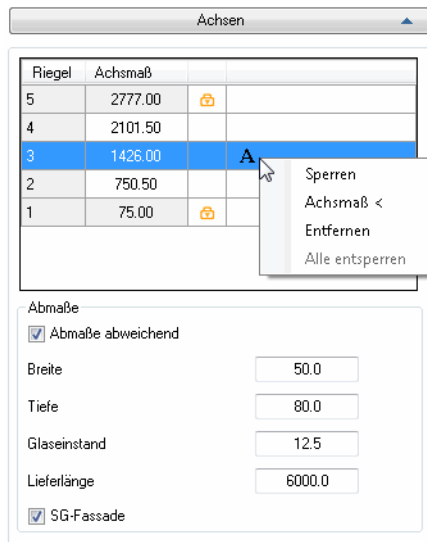 Achsen
Riegel Achsmaß
5 2777.00
4 2101.50
3 1426.00 A
2 750.50
1 75.00
Sperren
Achsmaß <
Entfernen
Alle entsperren
Abmaße
Abmaße abweichend
Breite 50.0
Tiefe 80.0
Glaseinstand 12.5
Lieferlänge 6000.0
SG-Fassade